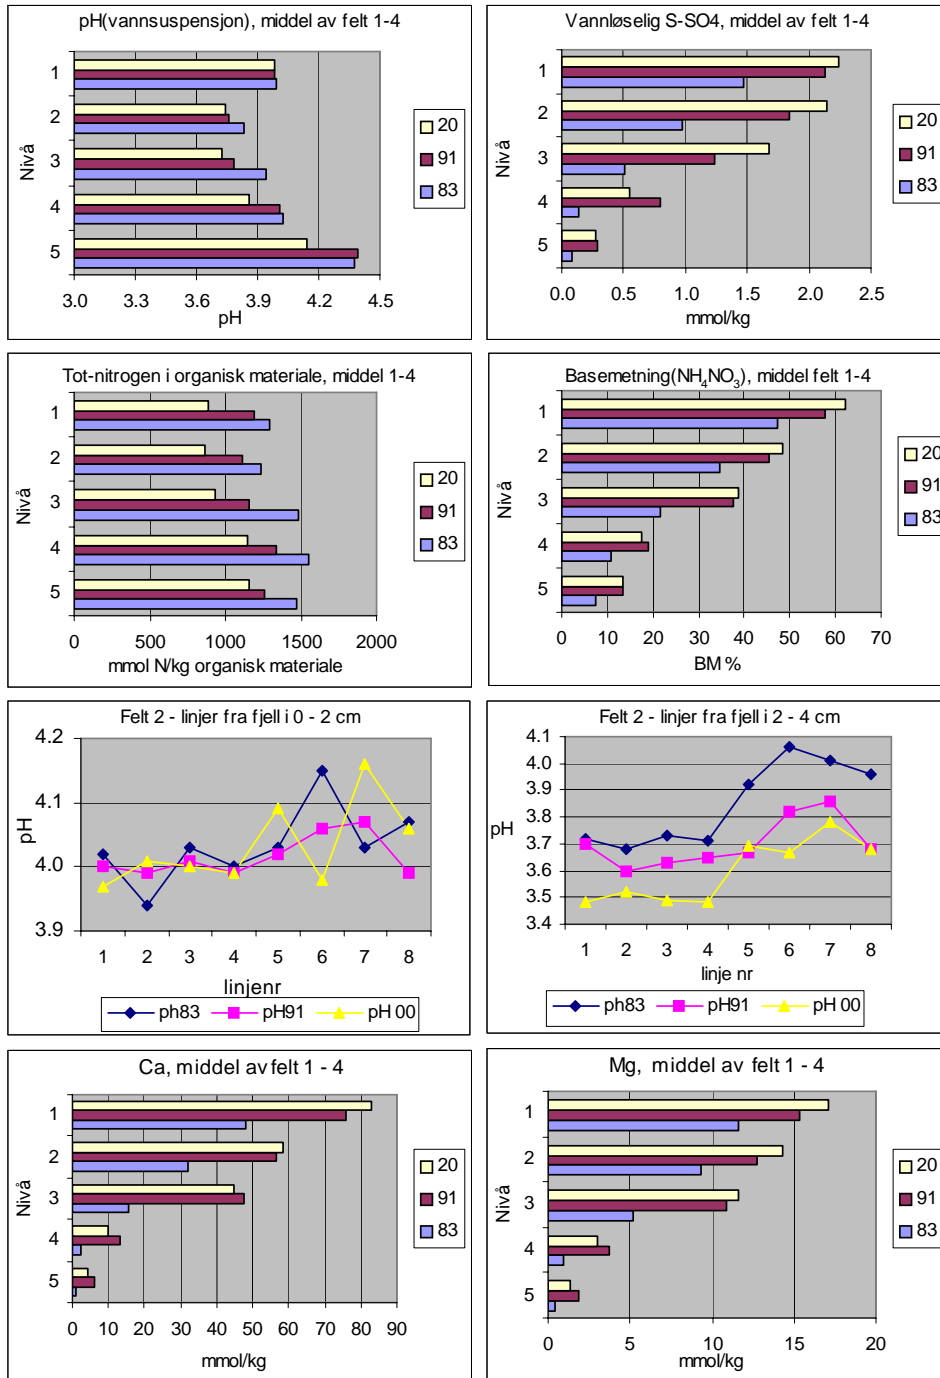 pH(vannsuspensjon), middel av felt 1-4
Nivå
1
2
3
4
5
3.0 3.3 3.6 3.9 4.2 4.5
pH
20
91
83
Vannløselig S-SO4, middel av felt 1-4
Nivå
1
2
3
4
5
0.0 0.5 1.0 1.5 2.0 2.5
mmol/kg
20
91
83
Tot-nitrogen i organisk materiale, middel 1-4
Nivå
1
2
3
4
5
0 500 1000 1500 2000
mmol N/kg organisk materiale
20
91
83
Basemetning(NH4NO3), middel felt 1-4
Nivå
1
2
3
4
5
0 10 20 30 40 50 60 70
BM %
20
91
83
Felt 2 - linjer fra fjell i 0 - 2 cm
pH
4.2
4.1
4.0
3.9
1 2 3 4 5 6 7 8
linjenr
ph83 pH91 pH 00
Felt 2 - linjer fra fjell i 2 - 4 cm
pH
4.1
4.0
3.9
3.8
3.7
3.6
3.5
3.4
1 2 3 4 5 6 7 8
linje nr
ph83 pH91 pH 00
Ca, middel av felt 1 - 4
Nivå
1
2
3
4
5
0 10 20 30 40 50 60 70 80 90
mmol/kg
20
91
83
Mg, middel av felt 1 - 4
Nivå
1
2
3
4
5
0 5 10 15 20
mmol/kg
20
91
83